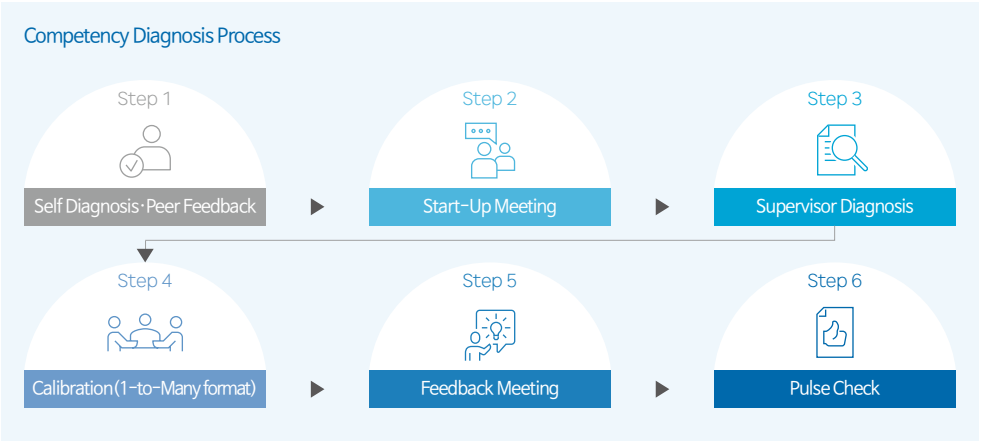 Competency Diagnosis Process
Step 1
Self Diagnosis·Peer Feedback
Step 2
Start-Up Meeting
Step 3
Supervisor Diagnosis
Step 4
Calibration(1-to-Many format)
Step 5
Feedback Meeting
Step 6
Pulse Check